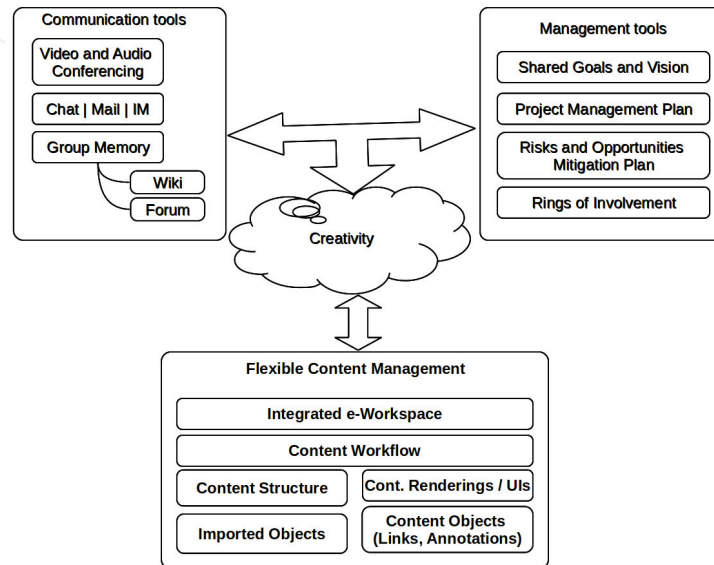 Communication tools
Video and Audio
Conferencing
Chat | Mail | IM
Group Memory
Wiki
Forum
Management tools
Shared Goals and Vision
Project Management Plan
Risks and Opportunities
Mitigation Plan
Rings of Involvement
Creativity
Flexible Content Management
Integrated e-Workspace
Content Workflow
Content Structure
Cont. Renderings / UIs
Imported Objects
Content Objects
(Links, Annotations)